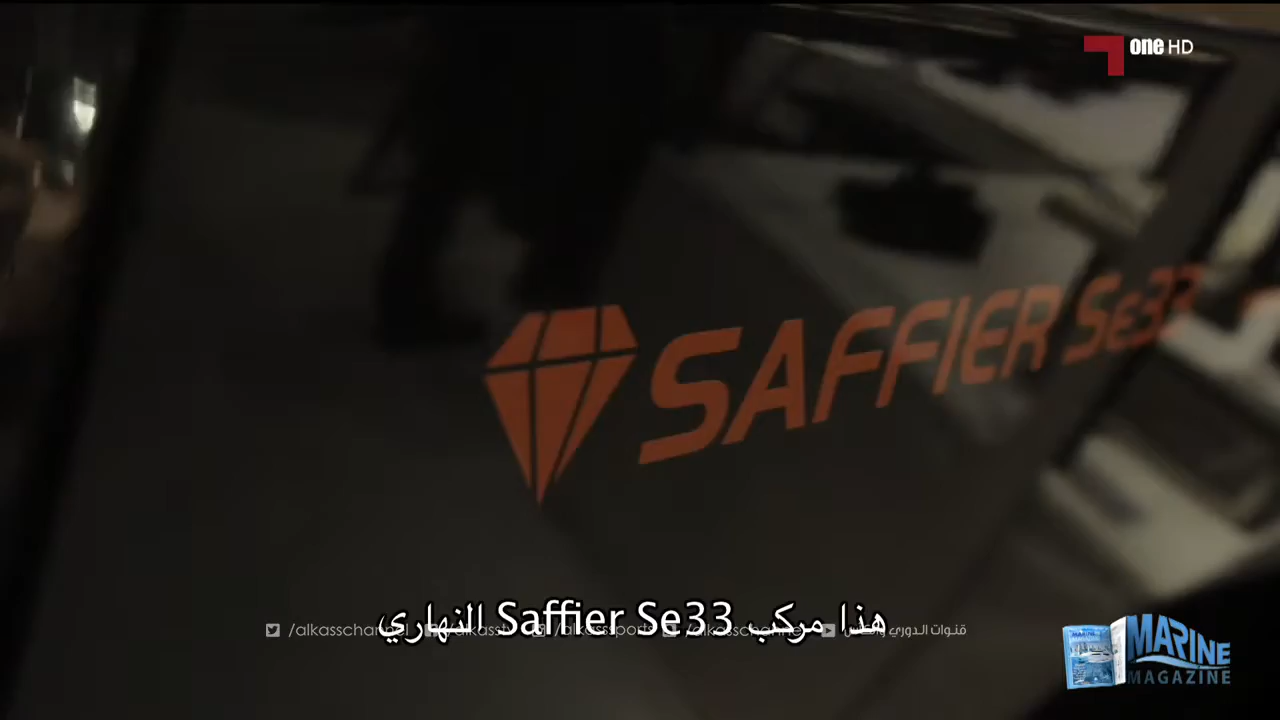 one HD
SAFFIER Se33
هذا مركب Saffier Se33 النهاري
/alkasschannel
قنوات الدوري والكأس
MARINE
MAGAZINE